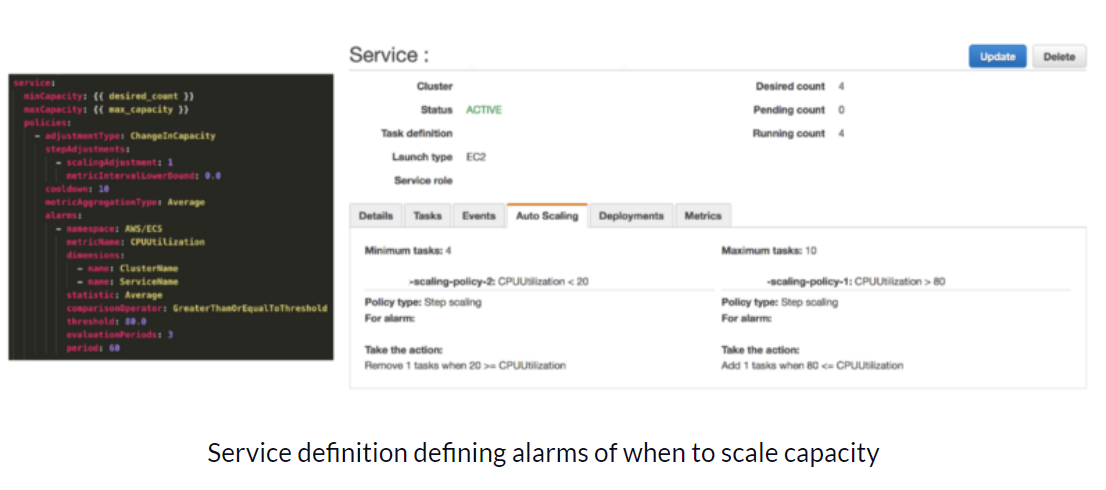 service:
minCapacity: {{ desired_count }}
maxCapacity: {{ max_capacity }}
policies:
- adjustmentType: ChangeInCapacity
stepAdjustments:
- scalingAdjustment: 1
metricIntervalLowerBound: 0.0
cooldown: 10
metricAggregationType: Average
alarms:
- namespace: AWS/ECS
metricName: CPUUtilization
dimensions:
- name: ClusterName
- name: ServiceName
statistic: Average
comparisonOperator: GreaterThanOrEqualToThreshold
threshold: 80.0
evaluationPeriods: 3
period: 60
Service :
Update Delete
Cluster
Status ACTIVE
Task definition
Launch type EC2
Service role
Desired count 4
Pending count 0
Running count 4
Details Tasks Events Auto Scaling Deployments Metrics
Minimum tasks: 4
Maximum tasks: 10
-scaling-policy-2: CPUUtilization < 20
Policy type: Step scaling
For alarm:
Take the action:
Remove 1 tasks when 20 >= CPUUtilization
-scaling-policy-1: CPUUtilization > 80
Policy type: Step scaling
For alarm:
Take the action:
Add 1 tasks when 80 <= CPUUtilization
Service definition defining alarms of when to scale capacity